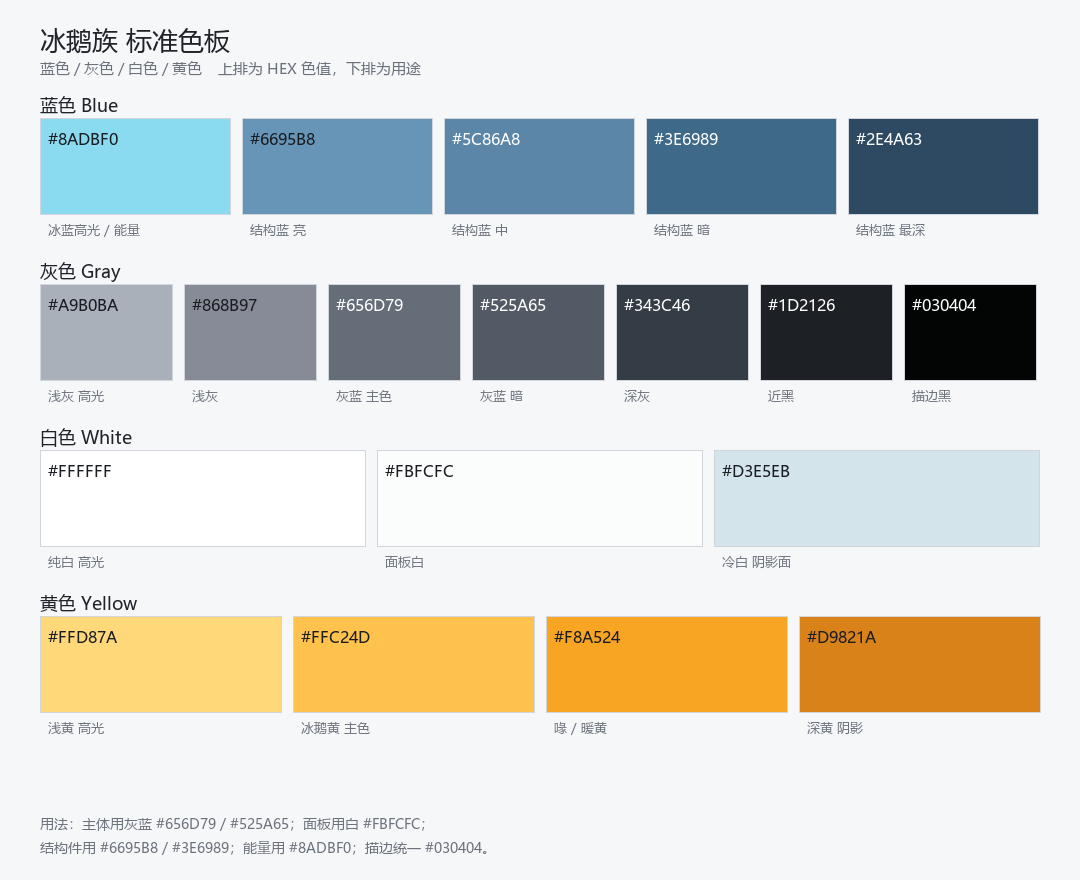 冰鹅族 标准色板
蓝色 / 灰色 / 白色 / 黄色　上排为 HEX 色值，下排为用途
蓝色 Blue
#8ADBF0 #6695B8 #5C86A8 #3E6989 #2E4A63
冰蓝高光 / 能量 结构蓝 亮 结构蓝 中 结构蓝 暗 结构蓝 最深
灰色 Gray
#A9B0BA #868B97 #656D79 #525A65 #343C46 #1D2126 #030404
浅灰 高光 浅灰 灰蓝 主色 灰蓝 暗 深灰 近黑 描边黑
白色 White
#FFFFFF #FBFCFC #D3E5EB
纯白 高光 面板白 冷白 阴影面
黄色 Yellow
#FFD87A #FFC24D #F8A524 #D9821A
浅黄 高光 冰鹅黄 主色 喙 / 暖黄 深黄 阴影
用法：主体用灰蓝 #656D79 / #525A65；面板用白 #FBFCFC；
结构件用 #6695B8 / #3E6989；能量用 #8ADBF0；描边统一 #030404。